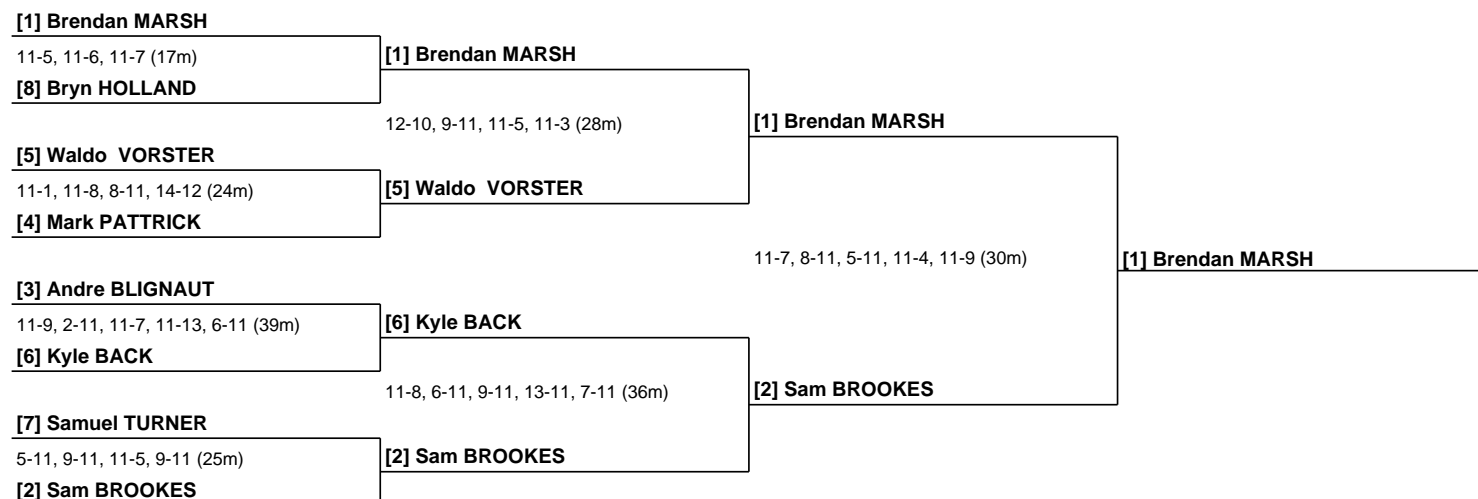 [1] Brendan MARSH
11-5, 11-6, 11-7 (17m)
[1] Brendan MARSH
[8] Bryn HOLLAND
12-10, 9-11, 11-5, 11-3 (28m)
[1] Brendan MARSH
[5] Waldo  VORSTER
11-1, 11-8, 8-11, 14-12 (24m)
[5] Waldo  VORSTER
[4] Mark PATTRICK
11-7, 8-11, 5-11, 11-4, 11-9 (30m)
[1] Brendan MARSH
[3] Andre BLIGNAUT
11-9, 2-11, 11-7, 11-13, 6-11 (39m)
[6] Kyle BACK
[6] Kyle BACK
11-8, 6-11, 9-11, 13-11, 7-11 (36m)
[2] Sam BROOKES
[7] Samuel TURNER
5-11, 9-11, 11-5, 9-11 (25m)
[2] Sam BROOKES
[2] Sam BROOKES